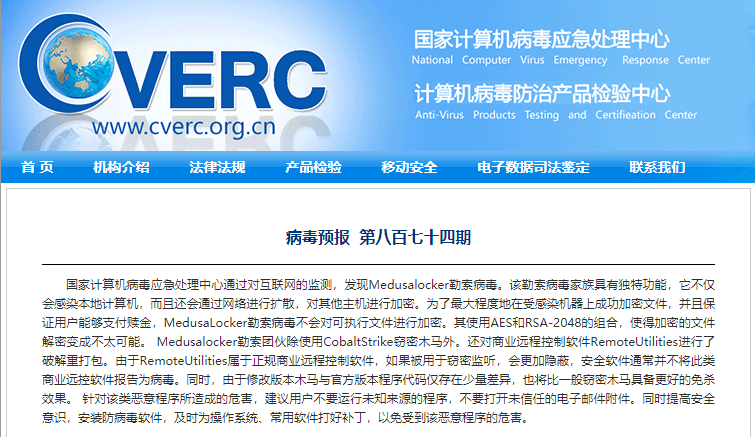 国家计算机病毒应急处理中心
National Computer Virus Emergency Response Center
CVERC
计算机病毒防治产品检验中心
Anti-Virus Products Testing and Certification Center
www.cverc.org.cn
首 页 机构介绍 法律法规 产品检验 移动安全 电子数据司法鉴定 联系我们
病毒预报 第八百七十四期
国家计算机病毒应急处理中心通过对互联网的监测，发现Medusalocker勒索病毒。该勒索病毒家族具有独特功能，它不仅
会感染本地计算机，而且还会通过网络进行扩散，对其他主机进行加密。为了最大程度地在受感染机器上成功加密文件，并且保
证用户能够支付赎金，MedusaLocker勒索病毒不会对可执行文件进行加密。其使用AES和RSA-2048的组合，使得加密的文件
解密变成不太可能。 Medusalocker勒索团伙除使用CobaltStrike窃密木马外。还对商业远程控制软件RemoteUtilities进行了
破解重打包。由于RemoteUtilities属于正规商业远程控制软件，如果被用于窃密监听，会更加隐蔽，安全软件通常并不将此类
商业远控软件报告为病毒。同时，由于修改版本木马与官方版本程序代码仅存在少量差异，也将比一般窃密木马具备更好的免杀
效果。 针对该类恶意程序所造成的危害，建议用户不要运行未知来源的程序，不要打开未信任的电子邮件附件。同时提高安全
意识，安装防病毒软件，及时为操作系统、常用软件打好补丁，以免受到该恶意程序的危害。